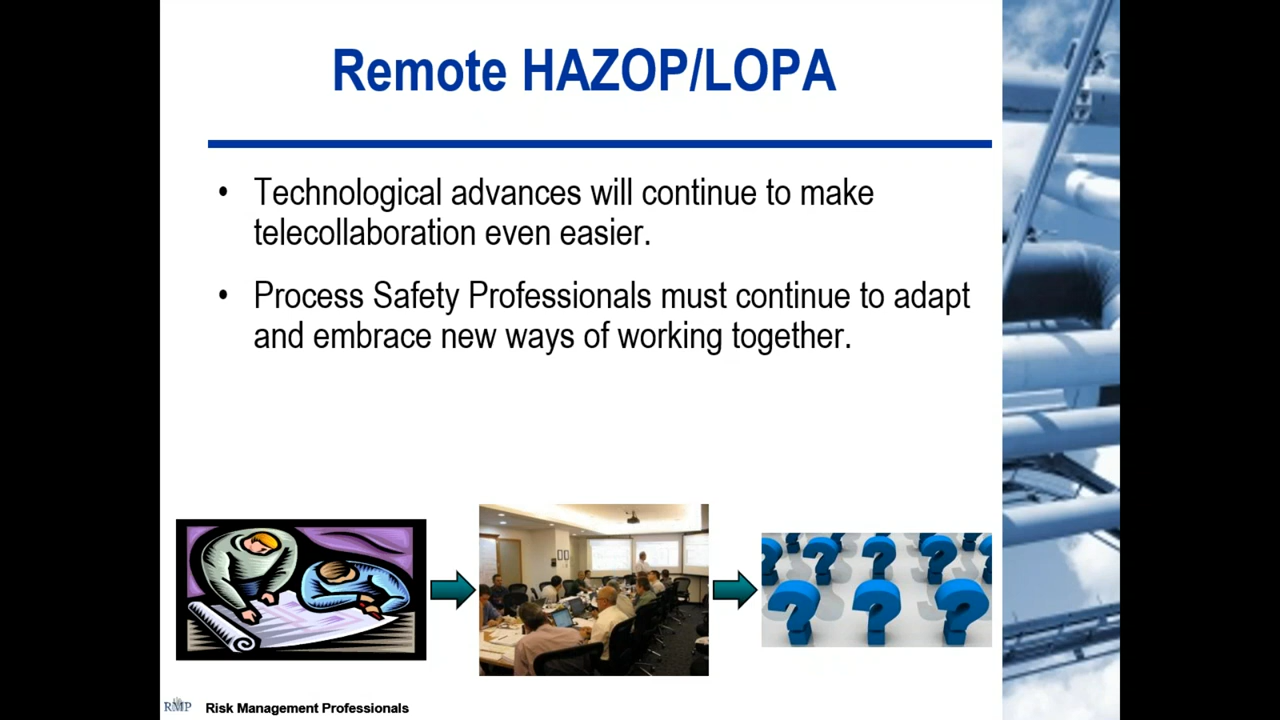 Remote HAZOP/LOPA
• Technological advances will continue to make
telecollaboration even easier.
• Process Safety Professionals must continue to adapt
and embrace new ways of working together.
? ? ? ? ?
? ? ?
RMP Risk Management Professionals